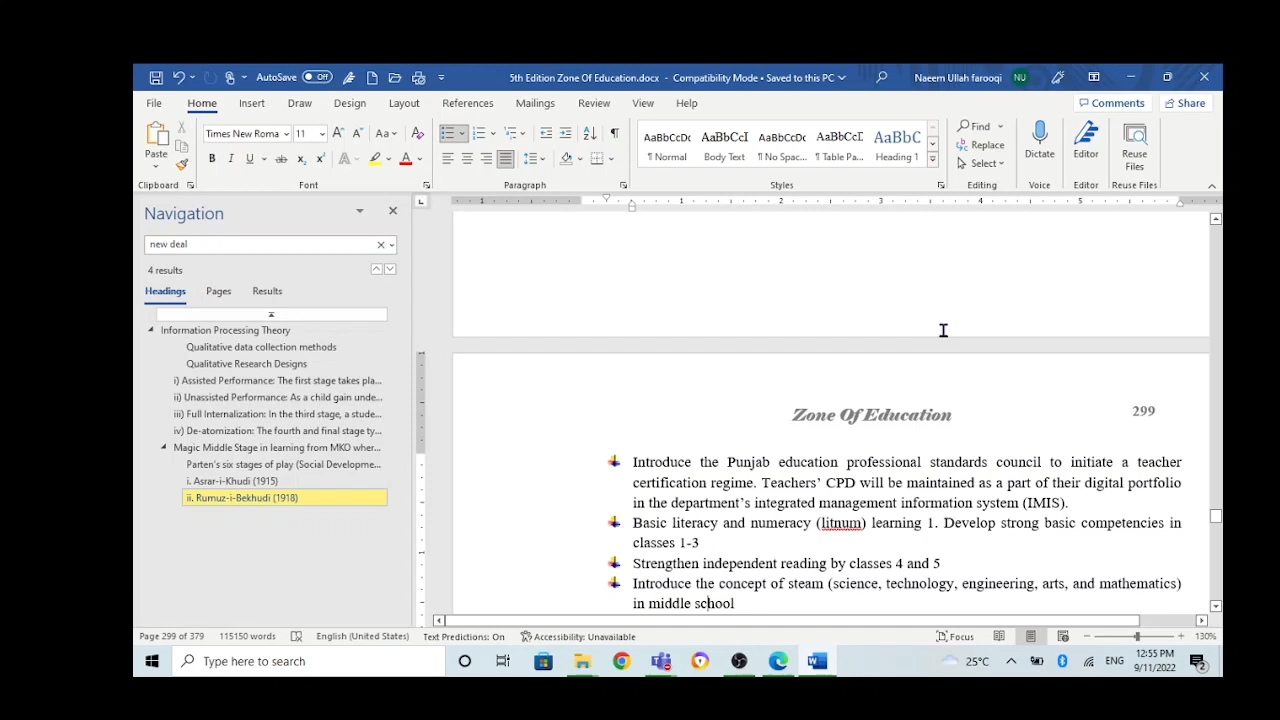 AutoSave Off 5th Edition Zone Of Education.docx - Compatibility Mode • Saved to this PC Naeem Ullah farooqi NU
File Home Insert Draw Design Layout References Mailings Review View Help Comments Share
Times New Roma 11 Aa
AaBbCcDc AaBbCcI AaBbCcDc AaBbCcD AaBbC
¶ Normal Body Text ¶ No Spac... ¶ Table Pa... Heading 1
Find
Replace
Select
Paste Dictate Editor Reuse Files
Clipboard Font Paragraph Styles Editing Voice Editor Reuse Files
Navigation
new deal
4 results
Headings Pages Results
Information Processing Theory
Qualitative data collection methods
Qualitative Research Designs
i) Assisted Performance: The first stage takes pla...
ii) Unassisted Performance: As a child gain unde...
iii) Full Internalization: In the third stage, a stude...
iv) De-atomization: The fourth and final stage ty...
Magic Middle Stage in learning from MKO wher...
Parten's six stages of play (Social Developme...
i. Asrar-i-Khudi (1915)
ii. Rumuz-i-Bekhudi (1918)
1 1 2 3 4 5
Zone Of Education 299
Introduce the Punjab education professional standards council to initiate a teacher
certification regime. Teachers' CPD will be maintained as a part of their digital portfolio
in the department's integrated management information system (IMIS).
Basic literacy and numeracy (litnum) learning 1. Develop strong basic competencies in
classes 1-3
Strengthen independent reading by classes 4 and 5
Introduce the concept of steam (science, technology, engineering, arts, and mathematics)
in middle school
Page 299 of 379 115150 words English (United States) Text Predictions: On Accessibility: Unavailable Focus 130%
Type here to search 25°C ENG 12:55 PM
9/11/2022 2